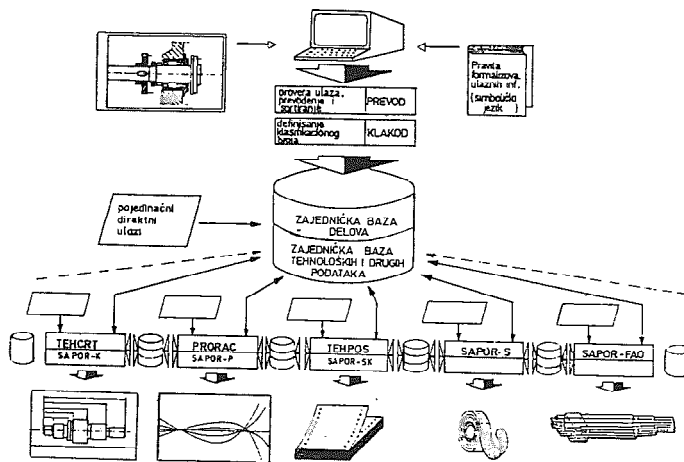 provera ulaza,
prevođenje i
sortiranje
PREVOD
definisanje
klasifikacionog
broja
KLAKOD
Pravila
formalizova.
ulaznih inf.
(simbolički
jezik)
pojedinačni
direktni
ulazi
ZAJEDNIČKA BAZA
DELOVA
ZAJEDNIČKA BAZA
TEHNOLOŠKIH I DRUGIH
PODATAKA
TEHCRT
SAPOR-K
PRORAC
SAPOR-P
TEHPOS
SAPOR-SK
SAPOR-S
SAPOR-FAO